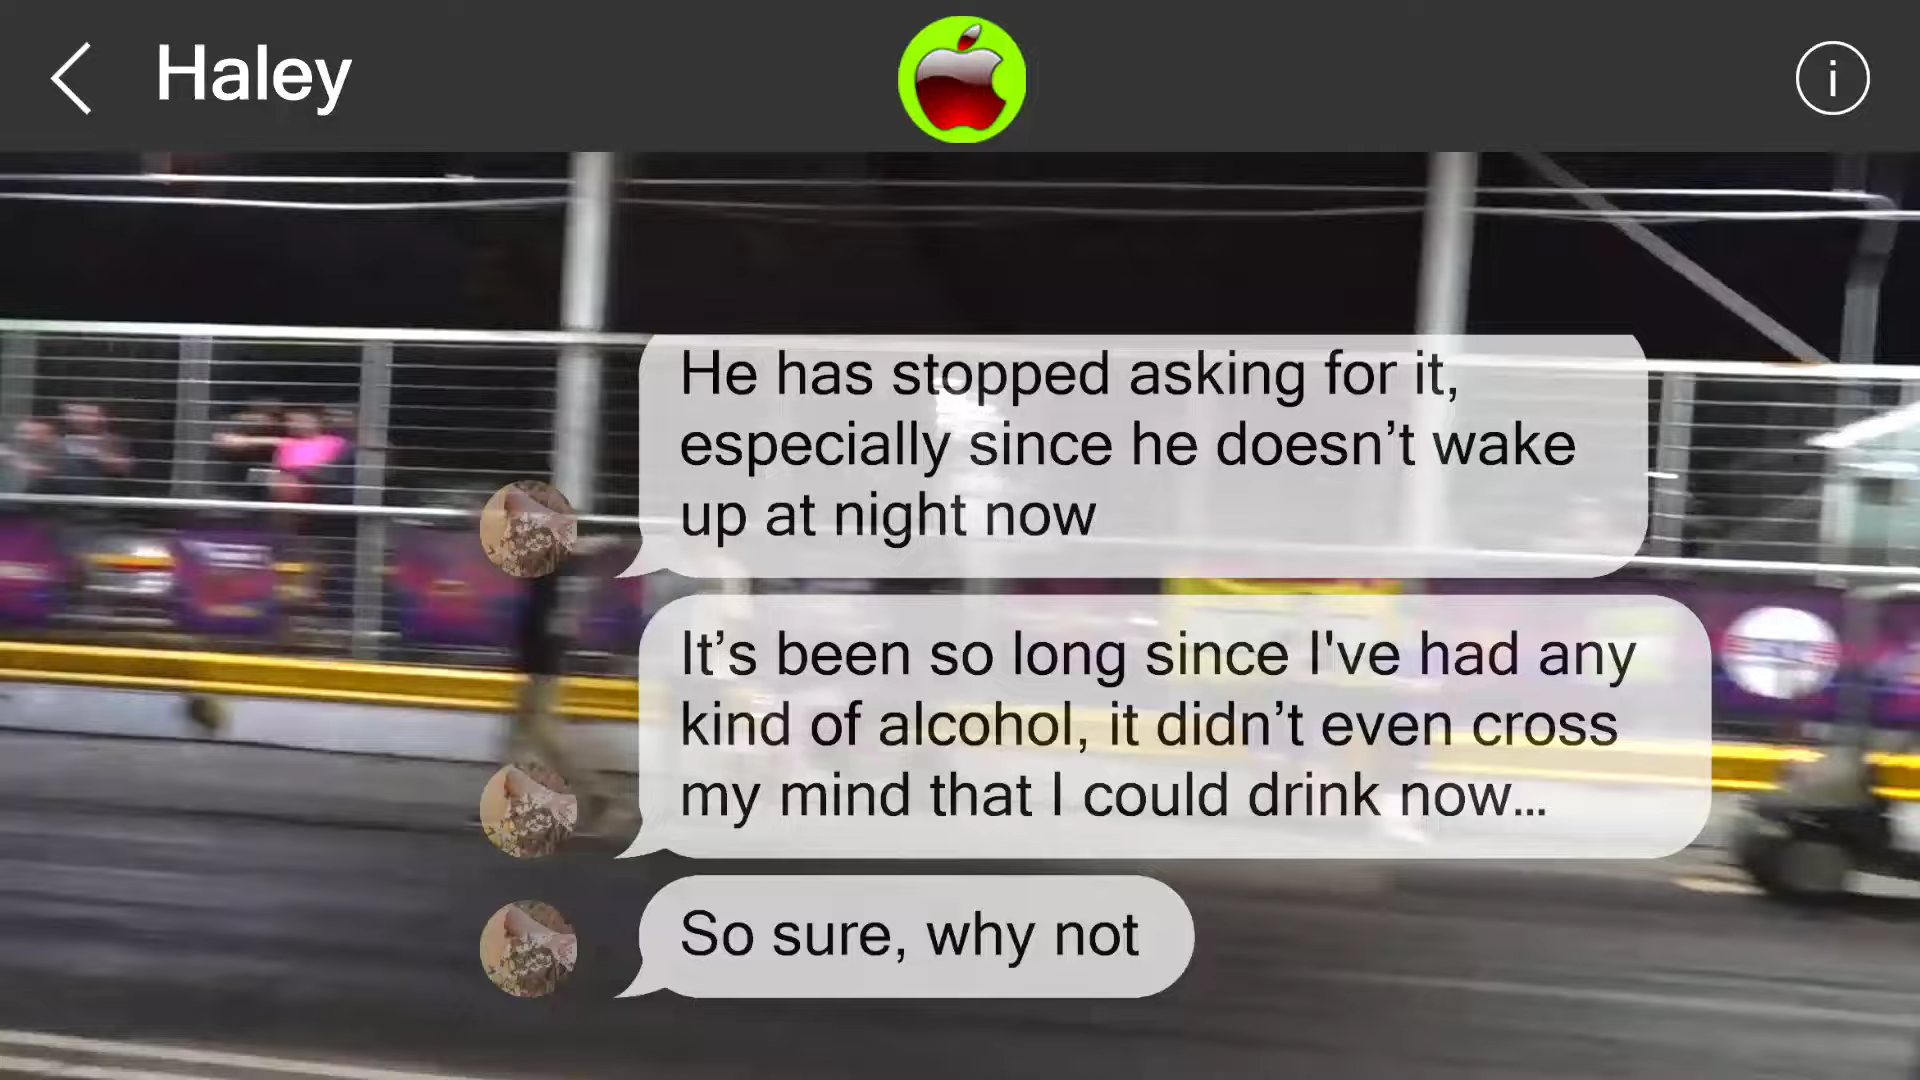 Haley
i
He has stopped asking for it,
especially since he doesn’t wake
up at night now
It’s been so long since I've had any
kind of alcohol, it didn’t even cross
my mind that I could drink now...
So sure, why not